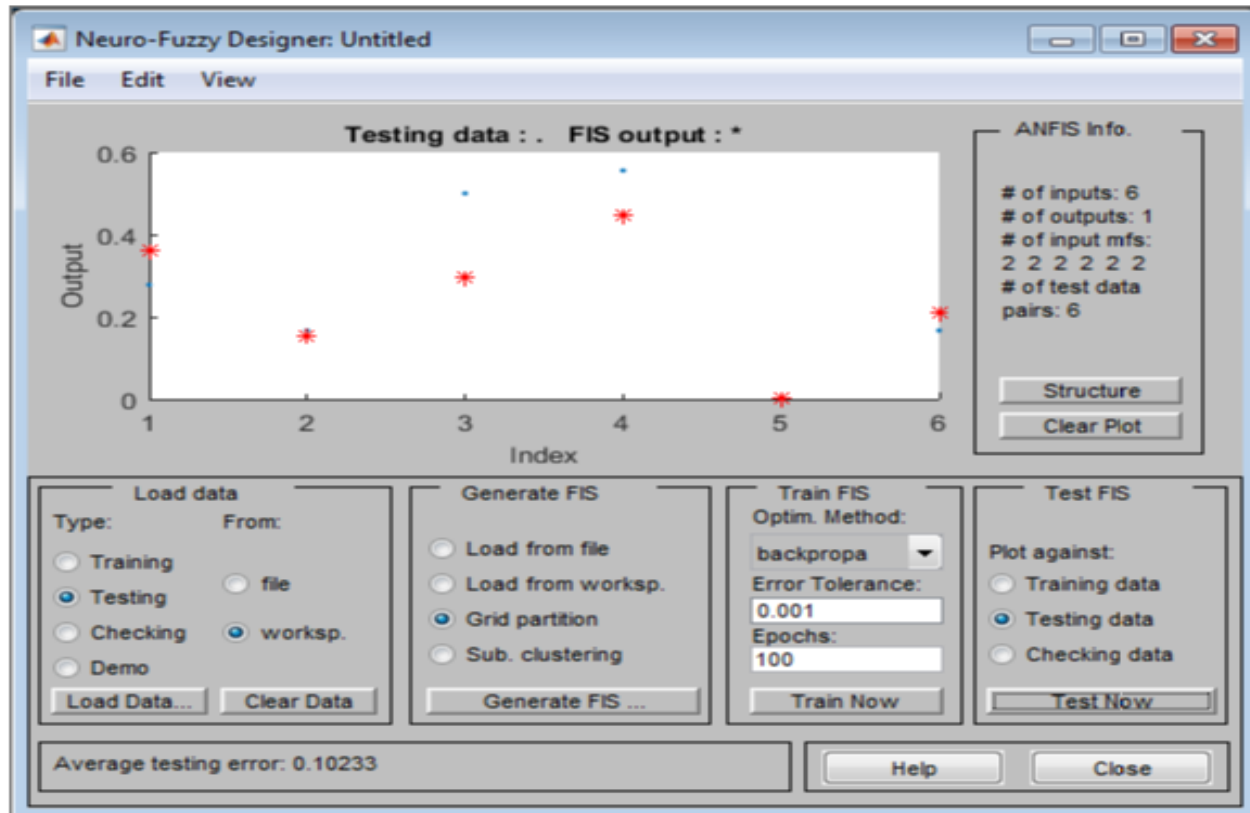 Neuro-Fuzzy Designer: Untitled
File Edit View
Testing data : . FIS output : *
0.6
0.4
0.2
0
Output
1 2 3 4 5 6
Index
ANFIS Info.
# of inputs: 6
# of outputs: 1
# of input mfs:
2 2 2 2 2 2
# of test data
pairs: 6
Structure
Clear Plot
Load data
Type: From:
Training
Testing
Checking
Demo
file
worksp.
Load Data... Clear Data
Generate FIS
Load from file
Load from worksp.
Grid partition
Sub. clustering
Generate FIS ...
Train FIS
Optim. Method:
backpropa
Error Tolerance:
0.001
Epochs:
100
Train Now
Test FIS
Plot against:
Training data
Testing data
Checking data
Test Now
Average testing error: 0.10233
Help Close